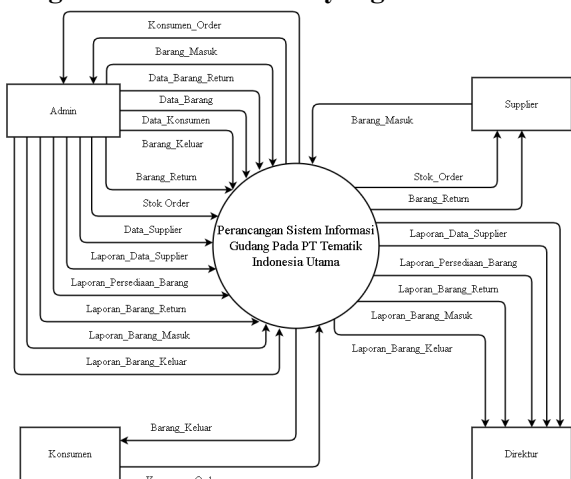 Konsumen_Order
Barang_Masuk
Data_Barang_Return
Data_Barang
Data_Konsumen
Barang_Keluar
Admin
Barang_Return
Stok Order
Data_Supplier
Laporan_Data_Supplier
Laporan_Persediaan_Barang
Laporan_Barang_Return
Laporan_Barang_Masuk
Laporan_Barang_Keluar
Perancangan Sistem Informasi
Gudang Pada PT Tematik
Indonesia Utama
Supplier
Barang_Masuk
Stok_Order
Barang_Return
Laporan_Data_Supplier
Laporan_Persediaan_Barang
Laporan_Barang_Return
Laporan_Barang_Masuk
Laporan_Barang_Keluar
Barang_Keluar
Konsumen
Direktur